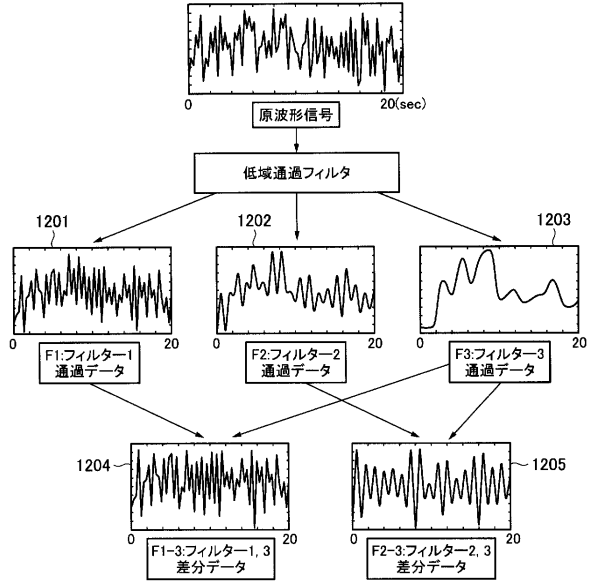 0
20(sec)
原波形信号
低域通過フィルタ
1201
1202
1203
0
20
0
20
0
20
F1:フィルター1
通過データ
F2:フィルター2
通過データ
F3:フィルター3
通過データ
1204
1205
0
20
0
20
F1-3:フィルター1, 3
差分データ
F2-3:フィルター2, 3
差分データ